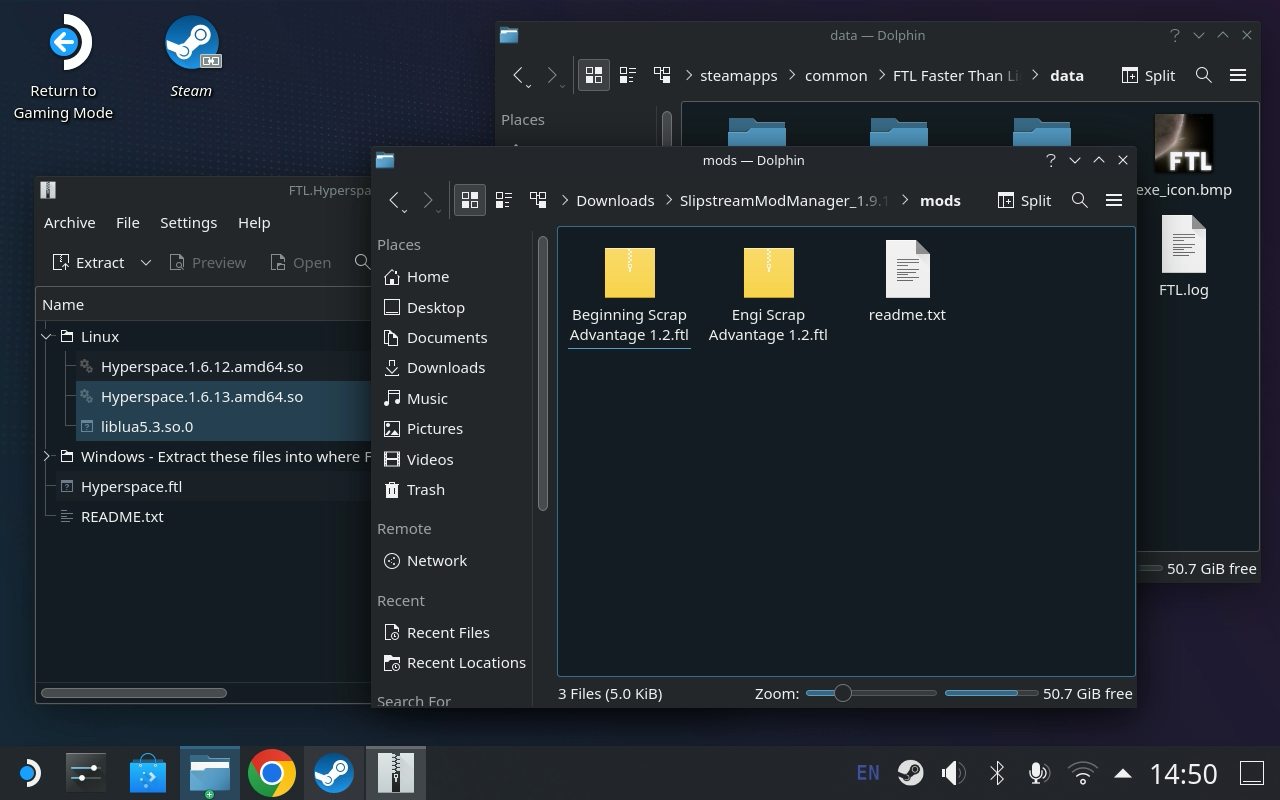 Return to
Gaming Mode
Steam
data — Dolphin
steamapps
common
FTL Faster Than Li
data
Split
Places
exe_icon.bmp
FTL.log
50.7 GiB free
FTL.Hyperspa
Archive
File
Settings
Help
Extract
Preview
Open
Name
Linux
Hyperspace.1.6.12.amd64.so
Hyperspace.1.6.13.amd64.so
liblua5.3.so.0
Windows - Extract these files into where F
Hyperspace.ftl
README.txt
mods — Dolphin
Downloads
SlipstreamModManager_1.9.1
mods
Split
Places
Home
Desktop
Documents
Downloads
Music
Pictures
Videos
Trash
Remote
Network
Recent
Recent Files
Recent Locations
Search For
Beginning Scrap
Advantage 1.2.ftl
Engi Scrap
Advantage 1.2.ftl
readme.txt
3 Files (5.0 KiB)
Zoom:
50.7 GiB free
FTL
EN
14:50